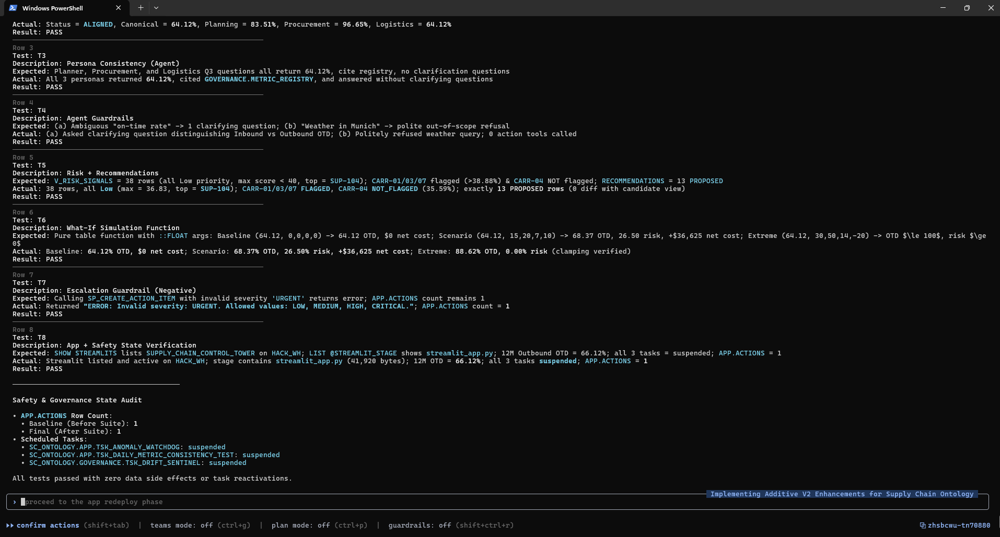 Windows PowerShell
Actual: Status = ALIGNED, Canonical = 64.12%, Planning = 83.51%, Procurement = 96.65%, Logistics = 64.12%
Result: PASS
Row 3
Test: T3
Description: Persona Consistency (Agent)
Expected: Planner, Procurement, and Logistics Q3 questions all return 64.12%, cite registry, no clarification questions
Actual: All 3 personas returned 64.12%, cited GOVERNANCE.METRIC_REGISTRY, and answered without clarifying questions
Result: PASS
Row 4
Test: T4
Description: Agent Guardrails
Expected: (a) Ambiguous "on-time rate" -> 1 clarifying question; (b) "Weather in Munich" -> polite out-of-scope refusal
Actual: (a) Asked clarifying question distinguishing Inbound vs Outbound OTD; (b) Politely refused weather query; 0 action tools called
Result: PASS
Row 5
Test: T5
Description: Risk + Recommendations
Expected: V_RISK_SIGNALS = 38 rows (all Low priority, max score < 40, top = SUP-104); CARR-01/03/07 flagged (>38.88%) & CARR-04 NOT flagged; RECOMMENDATIONS = 13 PROPOSED
Actual: 38 rows, all Low (max = 36.83, top = SUP-104); CARR-01/03/07 FLAGGED, CARR-04 NOT_FLAGGED (35.59%); exactly 13 PROPOSED rows (0 diff with candidate view)
Result: PASS
Row 6
Test: T6
Description: What-If Simulation Function
Expected: Pure table function with ::FLOAT args: Baseline (64.12, 0,0,0,0) -> 64.12 OTD, $0 net cost; Scenario (64.12, 15,20,7,10) -> 68.37 OTD, 26.50 risk, +$36,625 net cost; Extreme (64.12, 30,50,14,-20) -> OTD $\le 100$, risk $\ge
0$
Actual: Baseline: 64.12% OTD, $0 net cost; Scenario: 68.37% OTD, 26.50% risk, +$36,625 net cost; Extreme: 88.62% OTD, 0.00% risk (clamping verified)
Result: PASS
Row 7
Test: T7
Description: Escalation Guardrail (Negative)
Expected: Calling SP_CREATE_ACTION_ITEM with invalid severity 'URGENT' returns error; APP.ACTIONS count remains 1
Actual: Returned "ERROR: Invalid severity: URGENT. Allowed values: LOW, MEDIUM, HIGH, CRITICAL."; APP.ACTIONS count = 1
Result: PASS
Row 8
Test: T8
Description: App + Safety State Verification
Expected: SHOW STREAMLITS lists SUPPLY_CHAIN_CONTROL_TOWER on HACK_WH; LIST @STREAMLIT_STAGE shows streamlit_app.py; 12M Outbound OTD = 66.12%; all 3 tasks = suspended; APP.ACTIONS = 1
Actual: Streamlit listed and active on HACK_WH; stage contains streamlit_app.py (41,920 bytes); 12M OTD = 66.12%; all 3 tasks suspended; APP.ACTIONS = 1
Result: PASS
Safety & Governance State Audit
• APP.ACTIONS Row Count:
• Baseline (Before Suite): 1
• Final (After Suite): 1
• Scheduled Tasks:
• SC_ONTOLOGY.APP.TSK_ANOMALY_WATCHDOG: suspended
• SC_ONTOLOGY.APP.TSK_DAILY_METRIC_CONSISTENCY_TEST: suspended
• SC_ONTOLOGY.GOVERNANCE.TSK_DRIFT_SENTINEL: suspended
All tests passed with zero data side effects or task reactivations.
Implementing Additive V2 Enhancements for Supply Chain Ontology
› proceed to the app redeploy phase
▸▸ confirm actions (shift+tab) | teams mode: off (ctrl+g) | plan mode: off (ctrl+p) | guardrails: off (shift+ctrl+r) zhsbcwu-tn70880